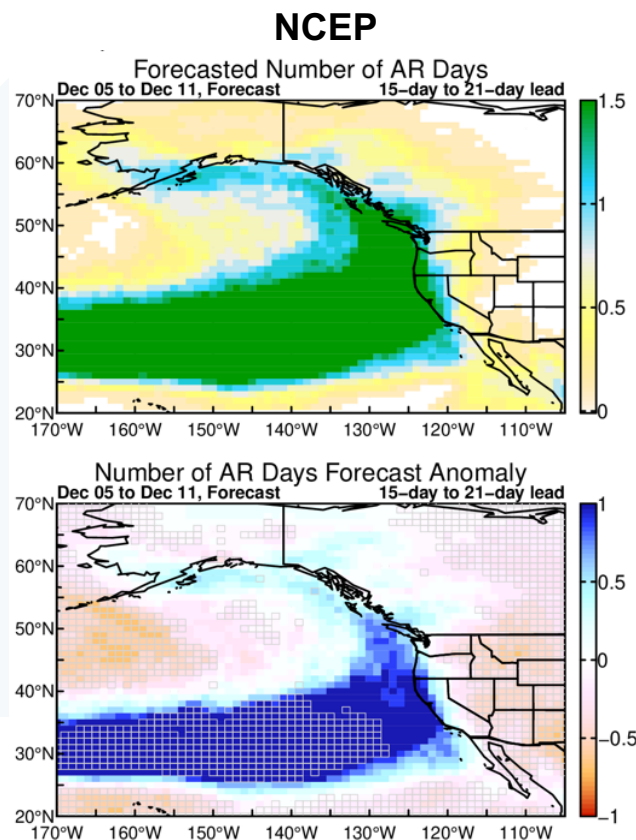 NCEP
Forecasted Number of AR Days
Dec 05 to Dec 11, Forecast 15−day to 21−day lead
70°N 1.5
60°N
1
50°N
40°N 0.5
30°N
20°N 0
170°W 160°W 150°W 140°W 130°W 120°W 110°W
Number of AR Days Forecast Anomaly
Dec 05 to Dec 11, Forecast 15−day to 21−day lead
70°N 1
60°N 0.5
50°N 0
40°N
30°N −0.5
20°N −1
170°W 160°W 150°W 140°W 130°W 120°W 110°W